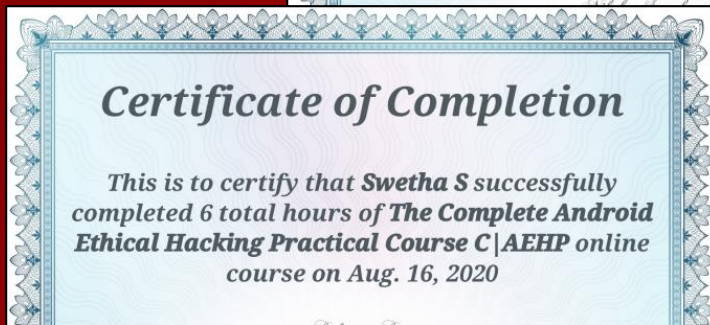 Certificate of Completion
This is to certify that Swetha S successfully
completed 6 total hours of The Complete Android
Ethical Hacking Practical Course C|AEHP online
course on Aug. 16, 2020